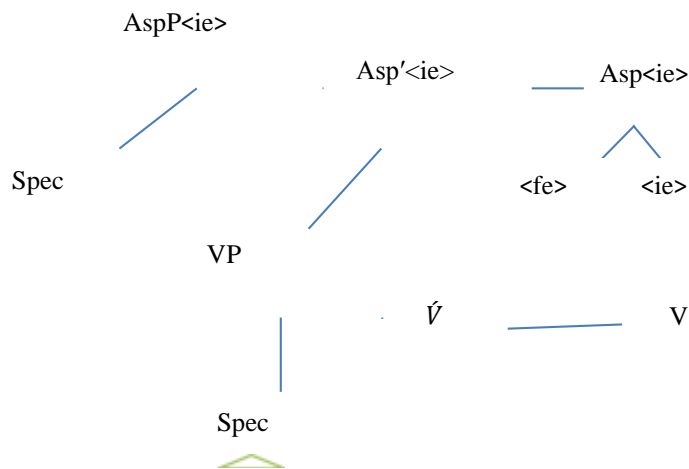 AspP<ie>
Asp′<ie>
Asp<ie>
Spec
<fe>
<ie>
VP
V́
V
Spec